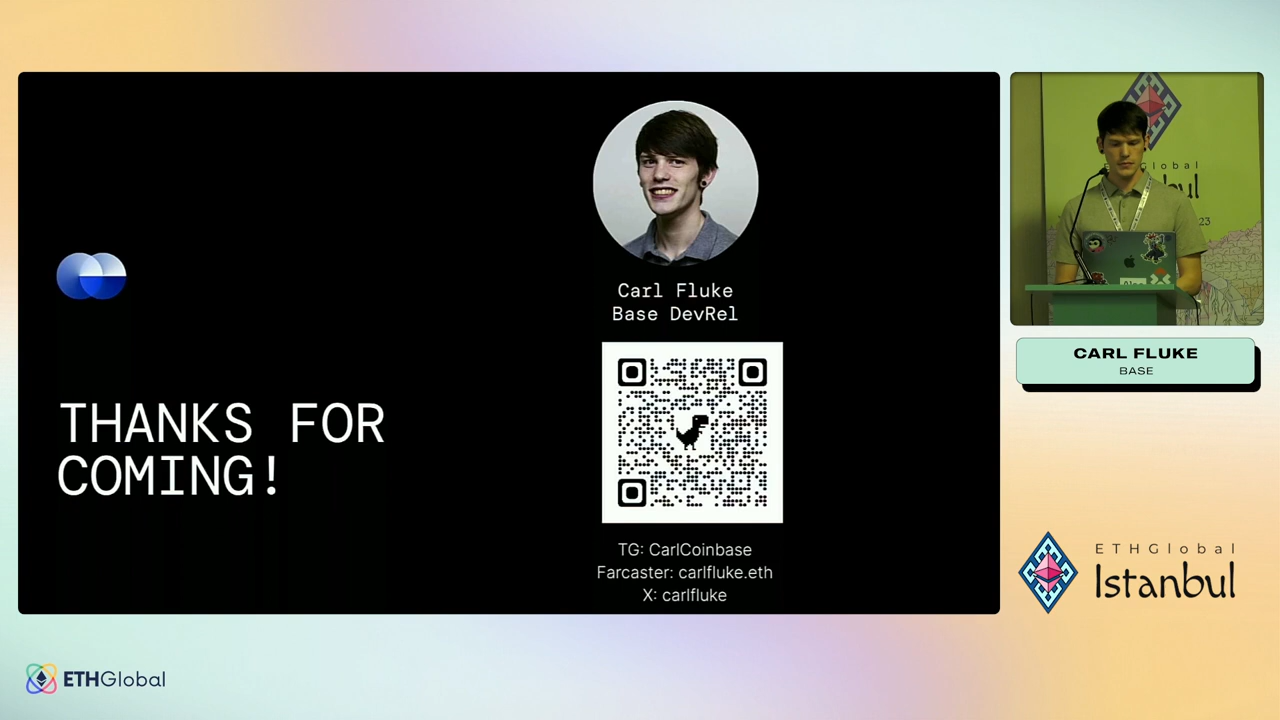 THANKS FOR
COMING!
Carl Fluke
Base DevRel
TG: CarlCoinbase
Farcaster: carlfluke.eth
X: carlfluke
CARL FLUKE
BASE
ETHGlobal
Istanbul
ETHGlobal